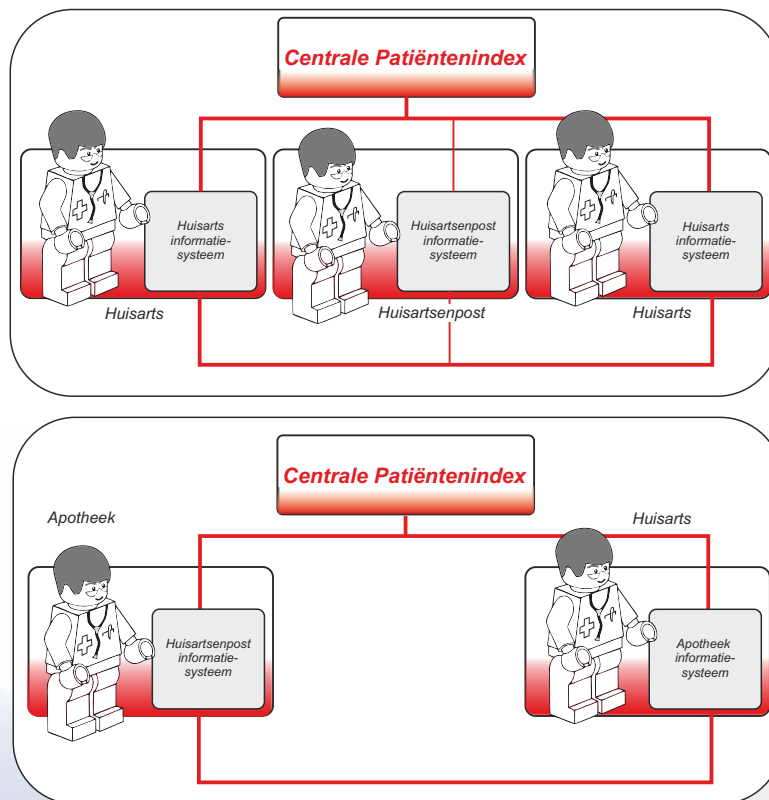 Centrale Patiëntenindex
Huisarts
informatie-
systeem
Huisartsenpost
informatie-
systeem
Huisarts
informatie-
systeem
Huisarts
Huisartsenpost
Huisarts
Centrale Patiëntenindex
Apotheek
Huisarts
Huisartsenpost
informatie-
systeem
Apotheek
informatie-
systeem